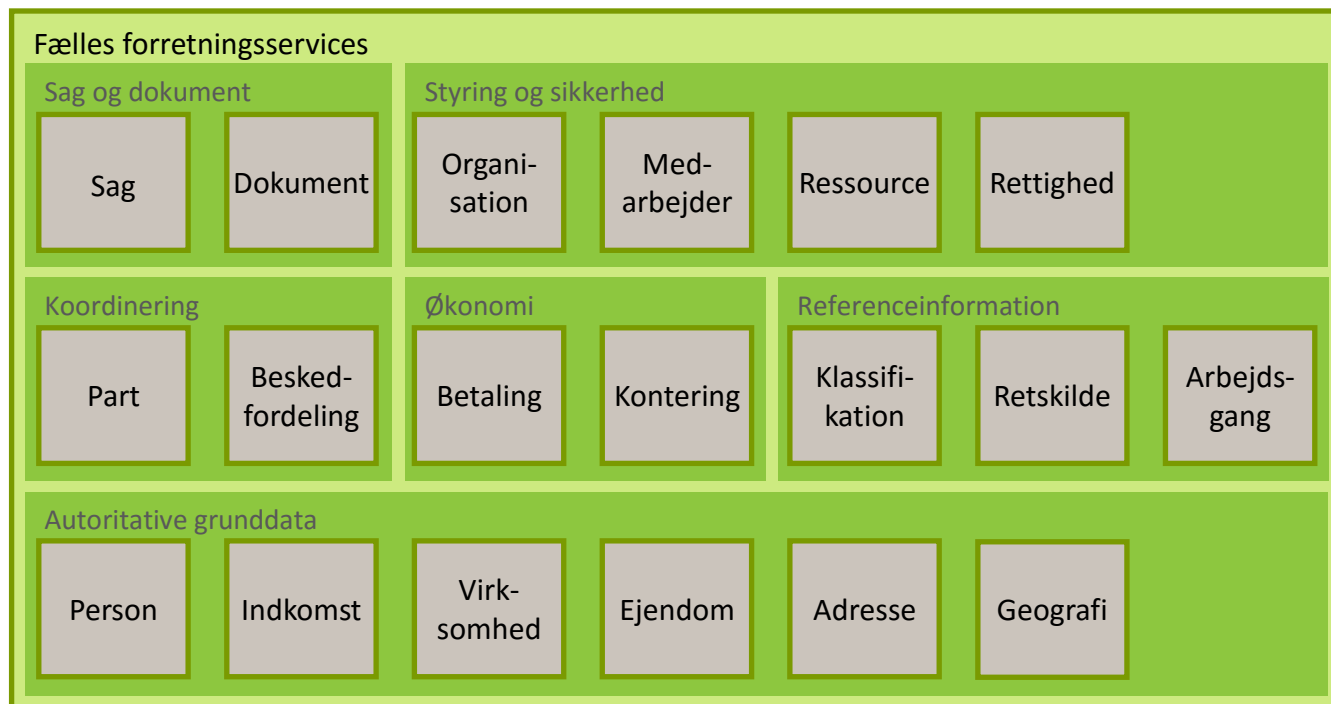 Fælles forretningsservices
Sag og dokument
Sag
Dokument
Styring og sikkerhed
Organi-
sation
Med-
arbejder
Ressource
Rettighed
Koordinering
Part
Besked-
fordeling
Økonomi
Betaling
Kontering
Referenceinformation
Klassifi-
kation
Retskilde
Arbejds-
gang
Autoritative grunddata
Person
Indkomst
Virk-
somhed
Ejendom
Adresse
Geografi